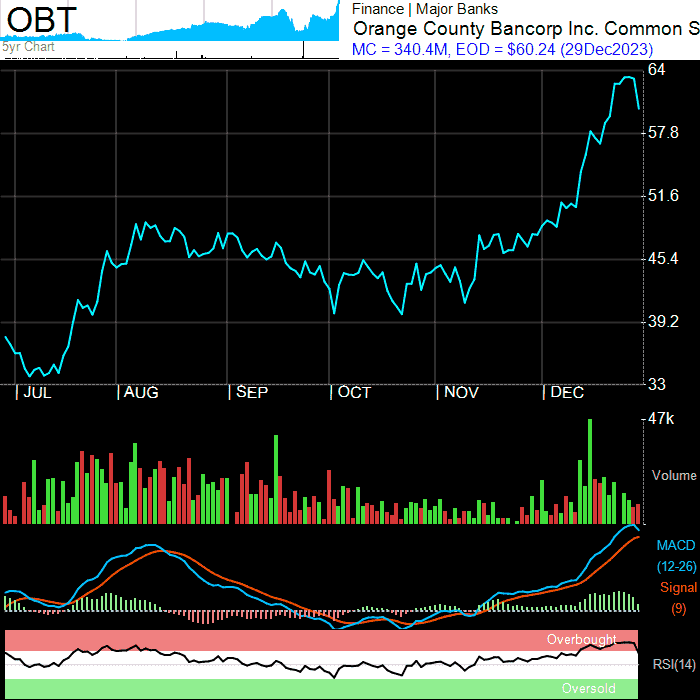 OBT
5yr Chart
Finance | Major Banks
Orange County Bancorp Inc. Common S
MC = 340.4M, EOD = $60.24 (29Dec2023)
64
57.8
51.6
45.4
39.2
33
JUL
AUG
SEP
OCT
NOV
DEC
47k
Volume
MACD
(12-26)
Signal
(9)
Overbought
RSI(14)
Oversold